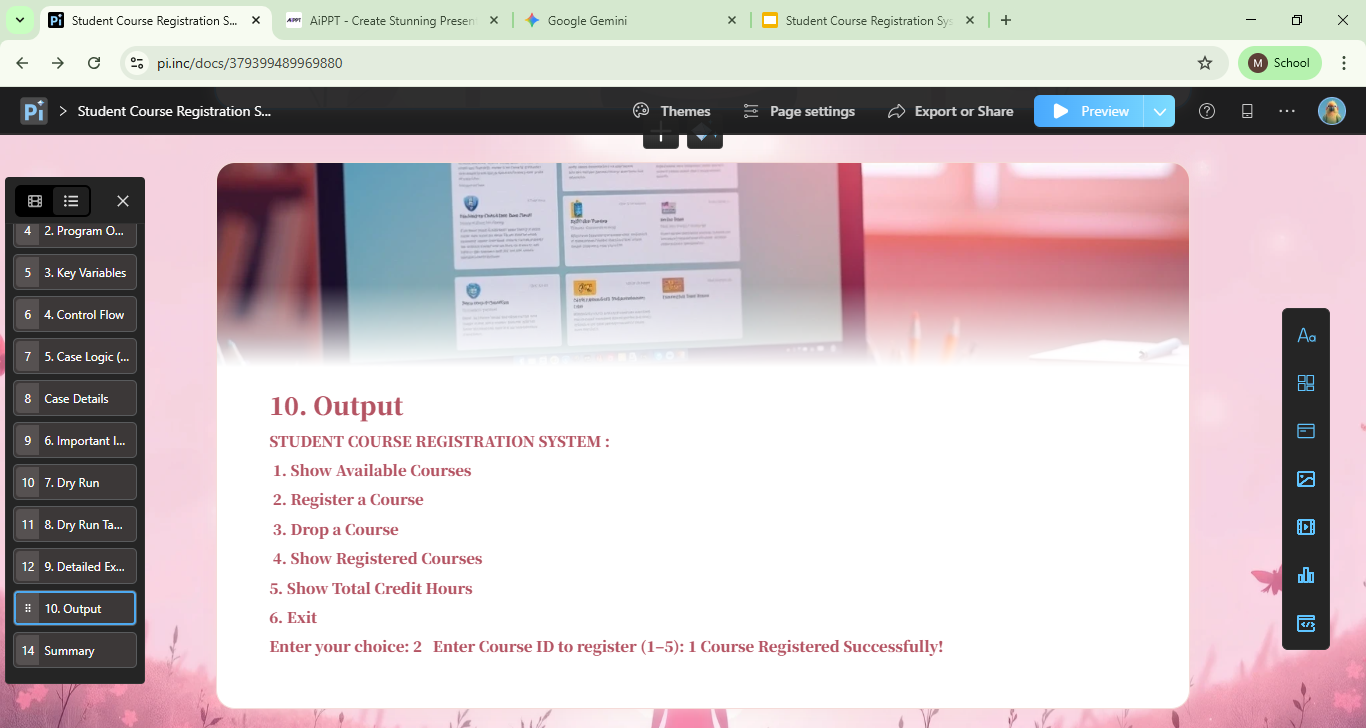 Student Course Registration S...
AiPPT
AiPPT - Create Stunning Presen
Google Gemini
Student Course Registration Sys
pi.inc/docs/379399489969880
M
School
Pi
Student Course Registration S...
Themes
Page settings
Export or Share
Preview
4 2. Program O...
5 3. Key Variables
6 4. Control Flow
7 5. Case Logic (...
8 Case Details
9 6. Important I...
10 7. Dry Run
11 8. Dry Run Ta...
12 9. Detailed Ex...
10. Output
14 Summary
10. Output
STUDENT COURSE REGISTRATION SYSTEM :
1. Show Available Courses
2. Register a Course
3. Drop a Course
4. Show Registered Courses
5. Show Total Credit Hours
6. Exit
Enter your choice: 2 Enter Course ID to register (1–5): 1 Course Registered Successfully!
Aa